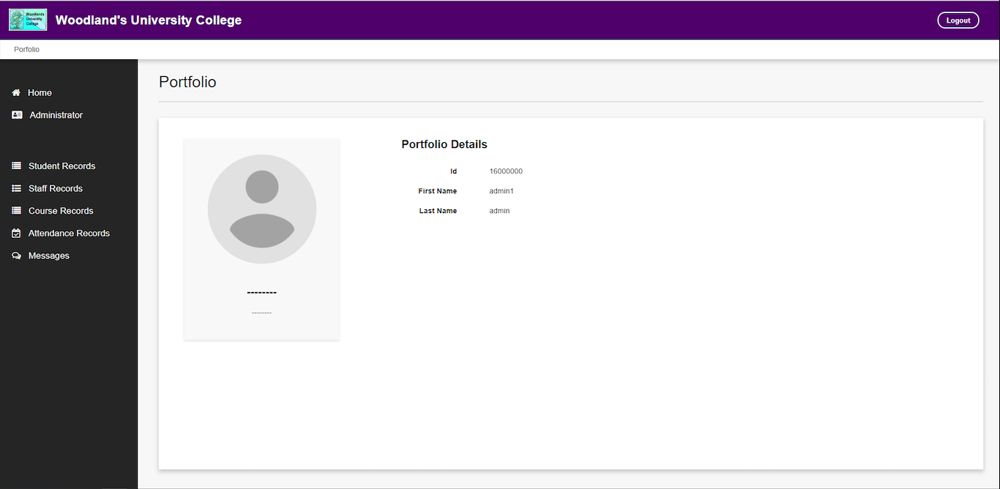 Woodlands
University
College
Woodland's University College
Logout
Porfolio
Home
Administrator
Student Records
Staff Records
Course Records
Attendance Records
Messages
Portfolio
--------
--------
Portfolio Details
Id 16000000
First Name admin1
Last Name admin